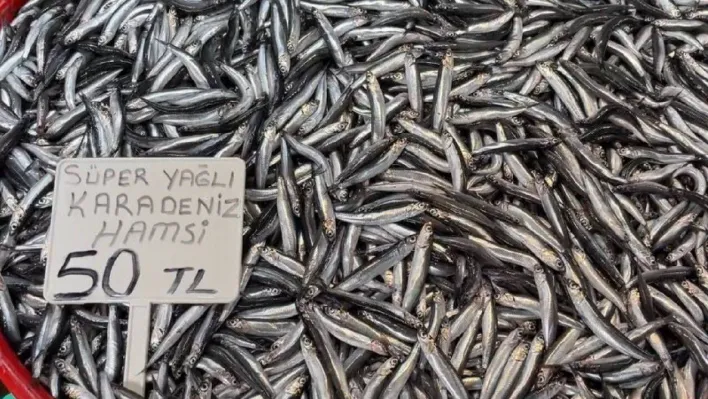 SÜPER YAĞLI
KARADENİZ
HAMSİ
50 TL